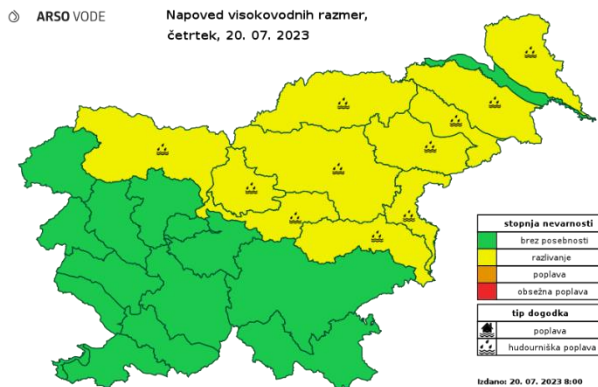 ARSO VODE
Napoved visokovodnih razmer,
četrtek, 20. 07. 2023
stopnja nevarnosti
brez posebnosti
razlivanje
poplava
obsežna poplava
tip dogodka
poplava
hudourniška poplava
Izdano: 20. 07. 2023 8:00